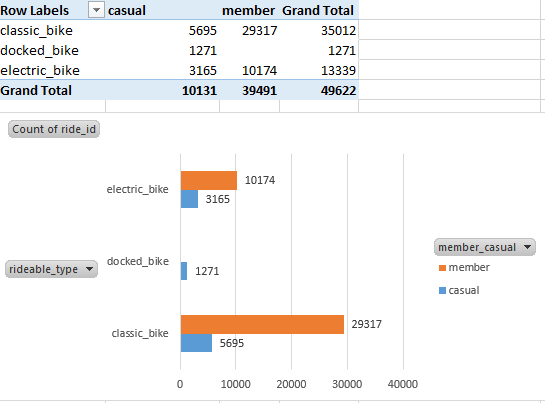 Row Labels casual member Grand Total
classic_bike 5695 29317 35012
docked_bike 1271 1271
electric_bike 3165 10174 13339
Grand Total 10131 39491 49622
Count of ride_id
electric_bike
10174
3165
rideable_type
docked_bike
1271
member_casual
member
casual
classic_bike
29317
5695
0 10000 20000 30000 40000